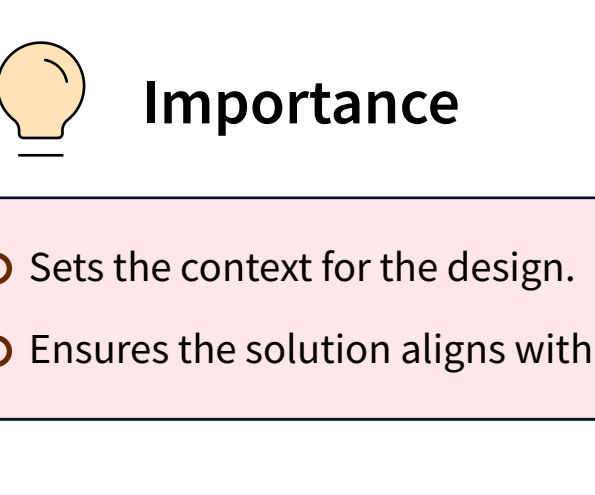 Importance
Sets the context for the design.
Ensures the solution aligns with